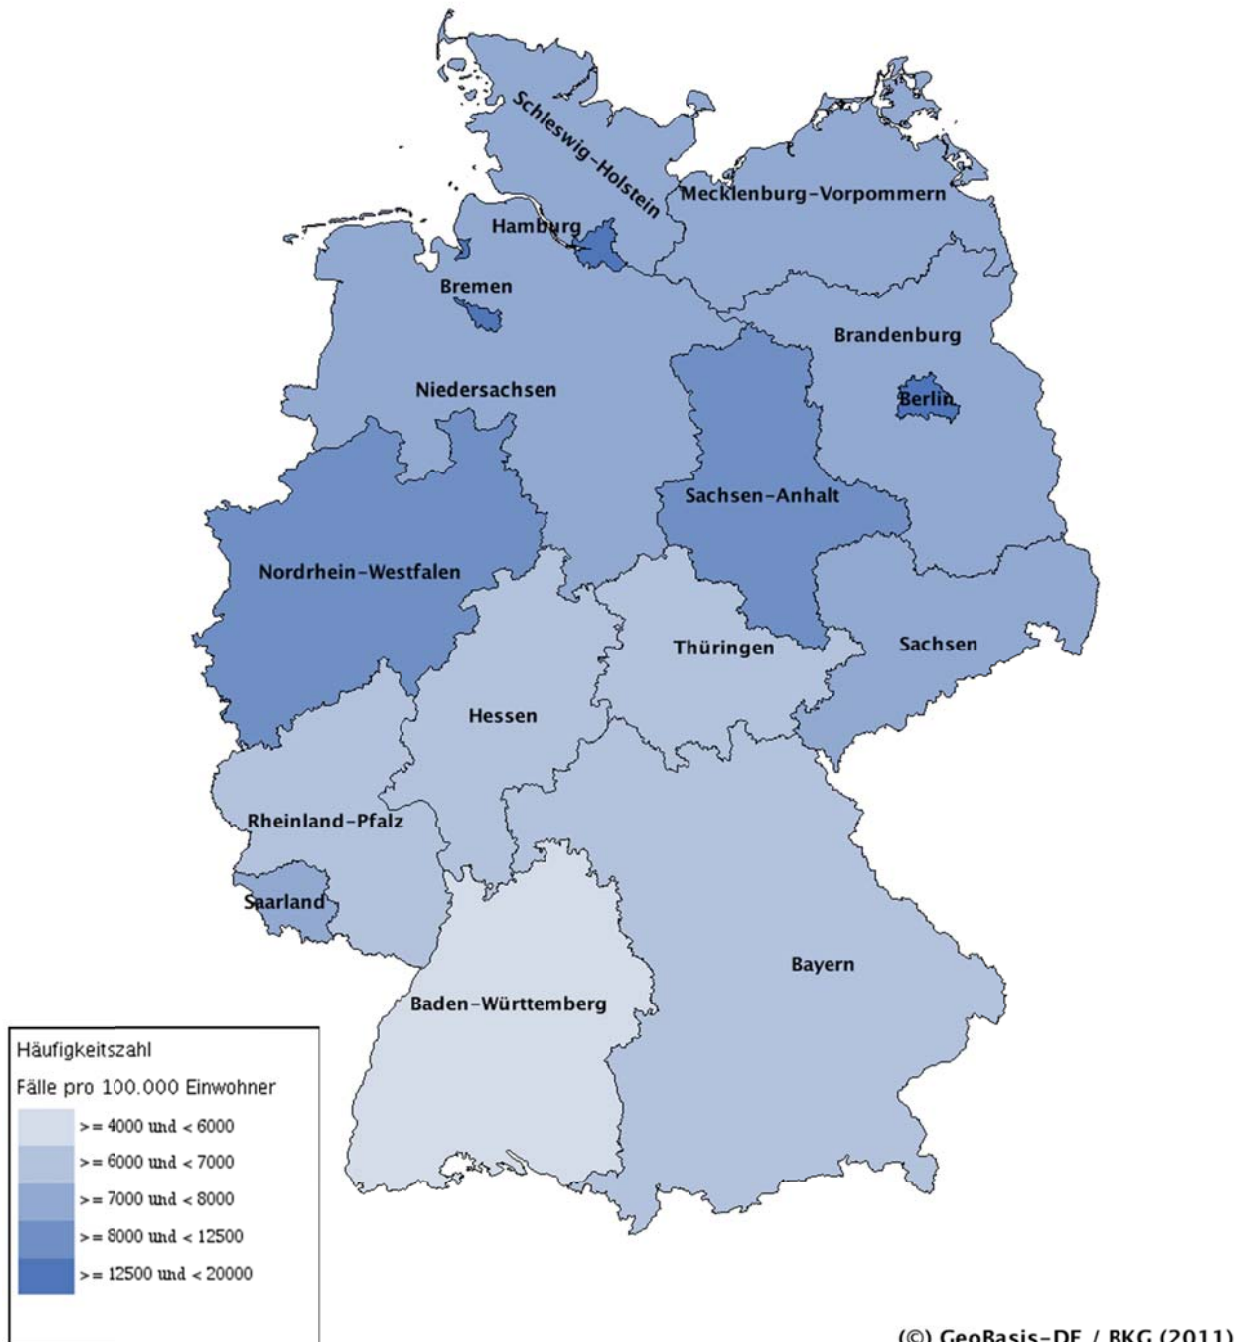 Schleswig-Holstein
Mecklenburg-Vorpommern
Hamburg
Bremen
Brandenburg
Niedersachsen
Berlin
Sachsen-Anhalt
Nordrhein-Westfalen
Thüringen
Sachsen
Hessen
Rheinland-Pfalz
Saarland
Bayern
Baden-Württemberg
Häufigkeitszahl
Fälle pro 100.000 Einwohner
>= 4000 und < 6000
>= 6000 und < 7000
>= 7000 und < 8000
>= 8000 und < 12500
>= 12500 und < 20000
(©) GeoBasis-DE / BKG (2011)